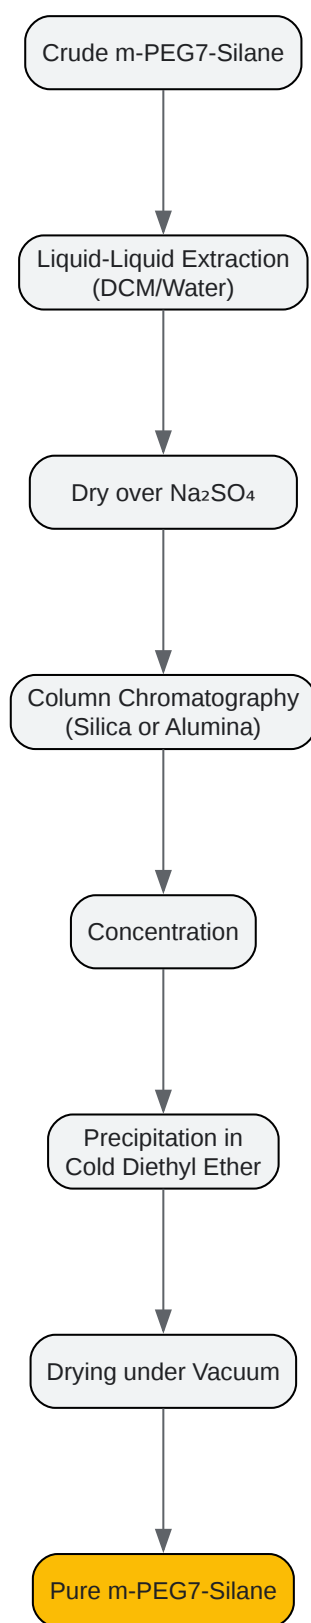 Crude m-PEG7-Silane
Liquid-Liquid Extraction
(DCM/Water)
Dry over Na₂SO₄
Column Chromatography
(Silica or Alumina)
Concentration
Precipitation in
Cold Diethyl Ether
Drying under Vacuum
Pure m-PEG7-Silane